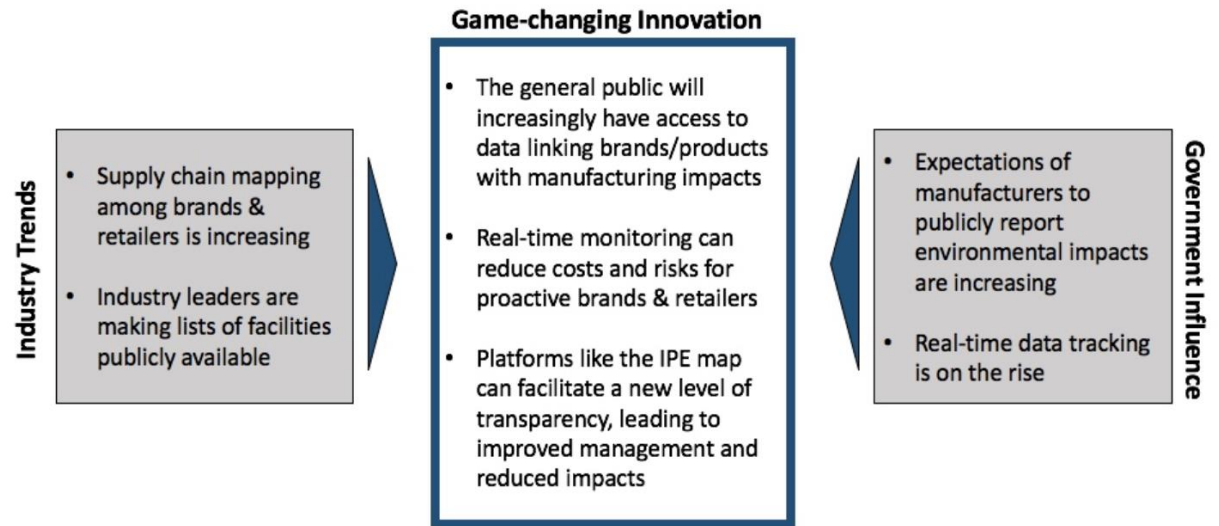 Game-changing Innovation
Industry Trends
• Supply chain mapping
among brands &
retailers is increasing
• Industry leaders are
making lists of facilities
publicly available
• The general public will
increasingly have access to
data linking brands/products
with manufacturing impacts
• Real-time monitoring can
reduce costs and risks for
proactive brands & retailers
• Platforms like the IPE map
can facilitate a new level of
transparency, leading to
improved management and
reduced impacts
• Expectations of
manufacturers to
publicly report
environmental impacts
are increasing
• Real-time data tracking
is on the rise
Government Influence